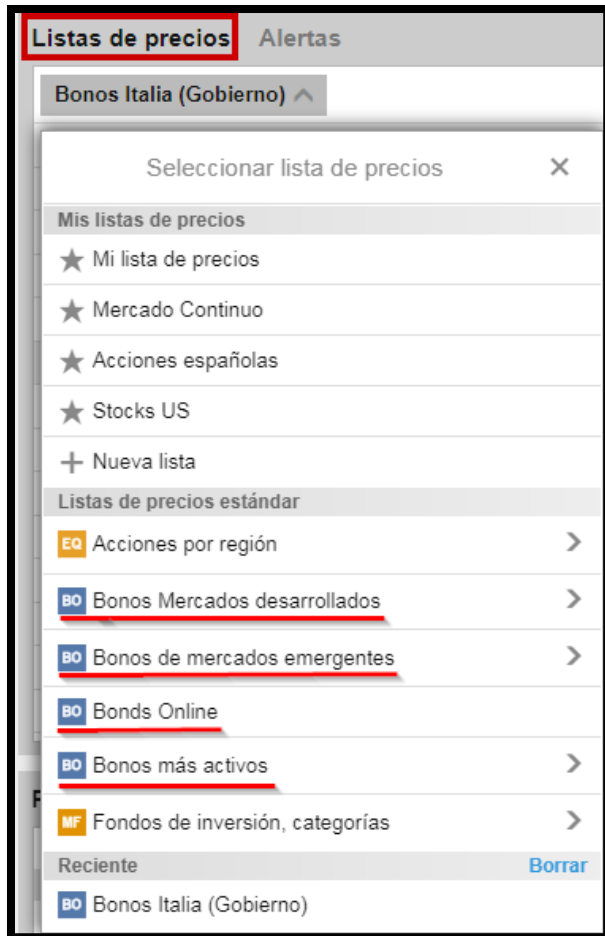 Listas de precios Alertas
Bonos Italia (Gobierno)
Seleccionar lista de precios ×
Mis listas de precios
Mi lista de precios
Mercado Continuo
Acciones españolas
Stocks US
+ Nueva lista
Listas de precios estándar
EQ Acciones por región
BO Bonos Mercados desarrollados
BO Bonos de mercados emergentes
BO Bonds Online
BO Bonos más activos
MF Fondos de inversión, categorías
Reciente Borrar
BO Bonos Italia (Gobierno)